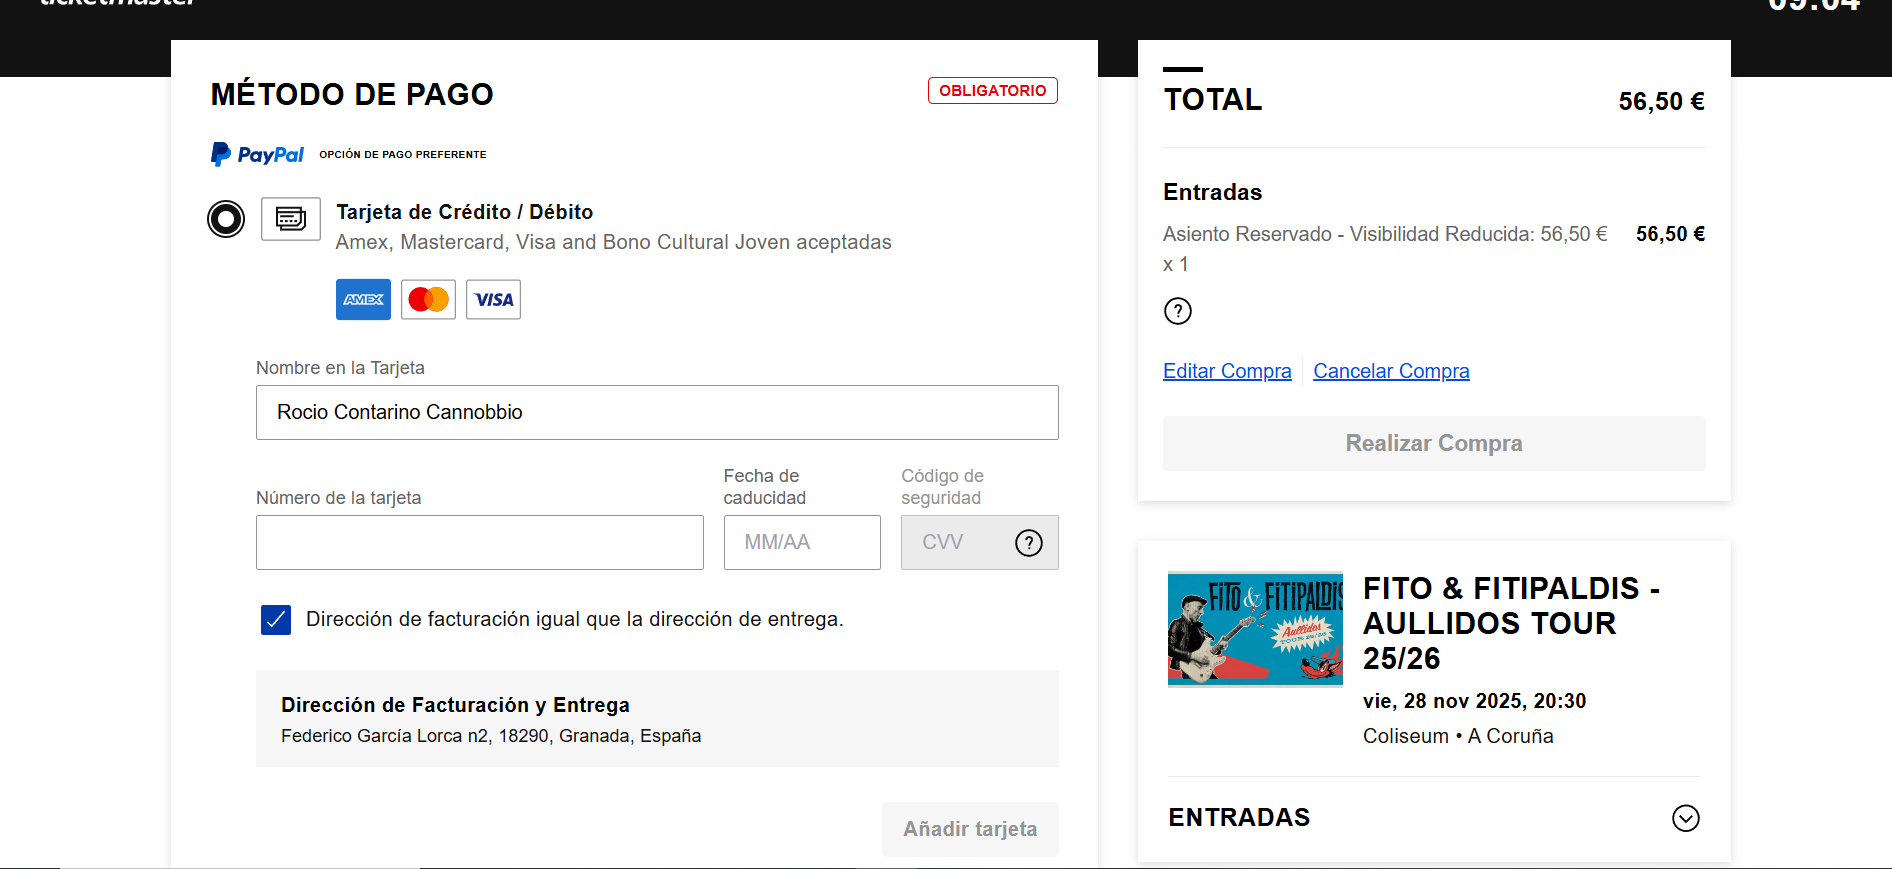 ticketmaster
09:04
MÉTODO DE PAGO
OBLIGATORIO
PayPal OPCIÓN DE PAGO PREFERENTE
Tarjeta de Crédito / Débito
Amex, Mastercard, Visa and Bono Cultural Joven aceptadas
AMEX
VISA
Nombre en la Tarjeta
Rocio Contarino Cannobbio
Número de la tarjeta
Fecha de
caducidad
MM/AA
Código de
seguridad
CVV ?
Dirección de facturación igual que la dirección de entrega.
Dirección de Facturación y Entrega
Federico García Lorca n2, 18290, Granada, España
Añadir tarjeta
TOTAL 56,50 €
Entradas
Asiento Reservado - Visibilidad Reducida: 56,50 € 56,50 €
x 1
?
Editar Compra Cancelar Compra
Realizar Compra
FITO & FITIPALDIS
Aullidos
TOUR 25/26
FITO & FITIPALDIS -
AULLIDOS TOUR
25/26
vie, 28 nov 2025, 20:30
Coliseum • A Coruña
ENTRADAS